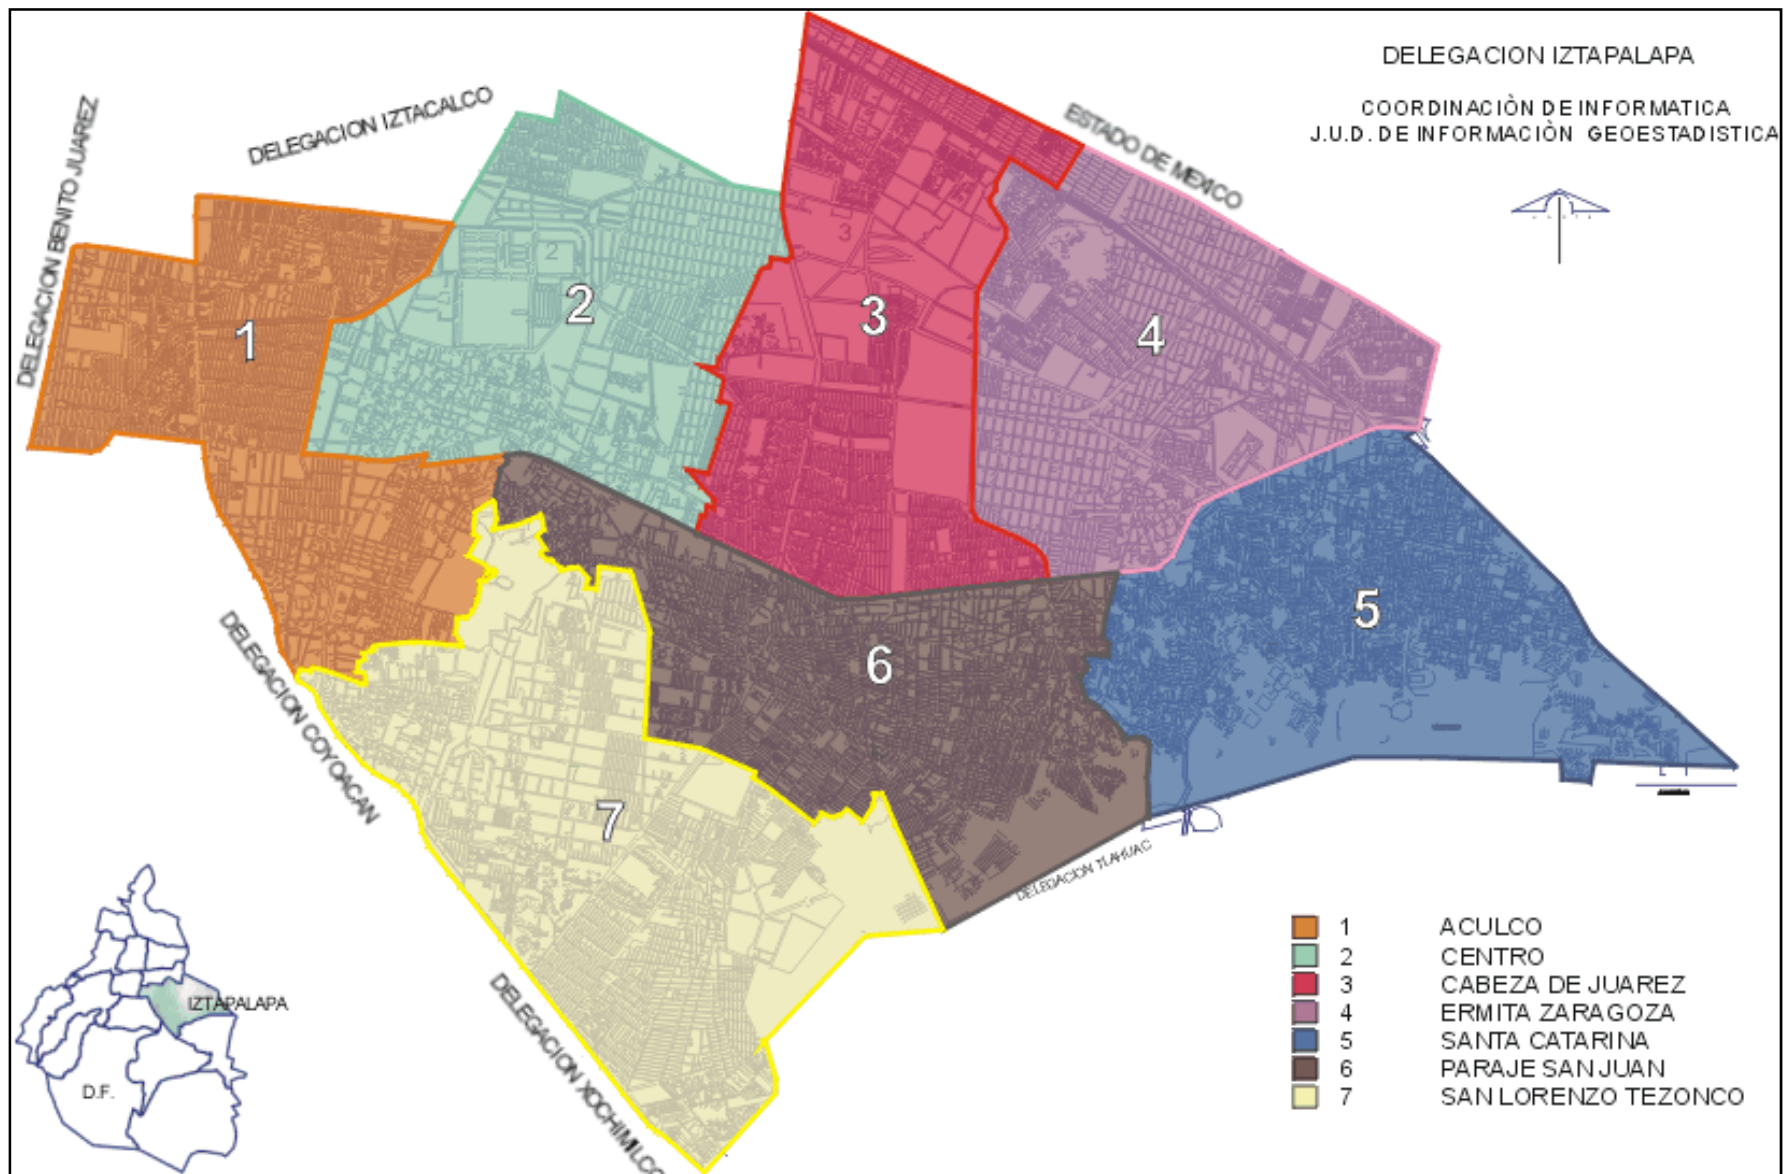 DELEGACION IZTAPALAPA
COORDINACIÒN DE INFORMATICA
J.U.D. DE INFORMACIÒN GEOESTADISTICA
DELEGACION BENITO JUAREZ
DELEGACION IZTACALCO
ESTADO DE MEXICO
1
2
2
3
3
4
5
6
7
DELEGACION COYOACAN
DELEGACION TLAHUAC
DELEGACION XOCHIMILCO
IZTAPALAPA
D.F.
1 ACULCO
2 CENTRO
3 CABEZA DE JUAREZ
4 ERMITA ZARAGOZA
5 SANTA CATARINA
6 PARAJE SAN JUAN
7 SAN LORENZO TEZONCO